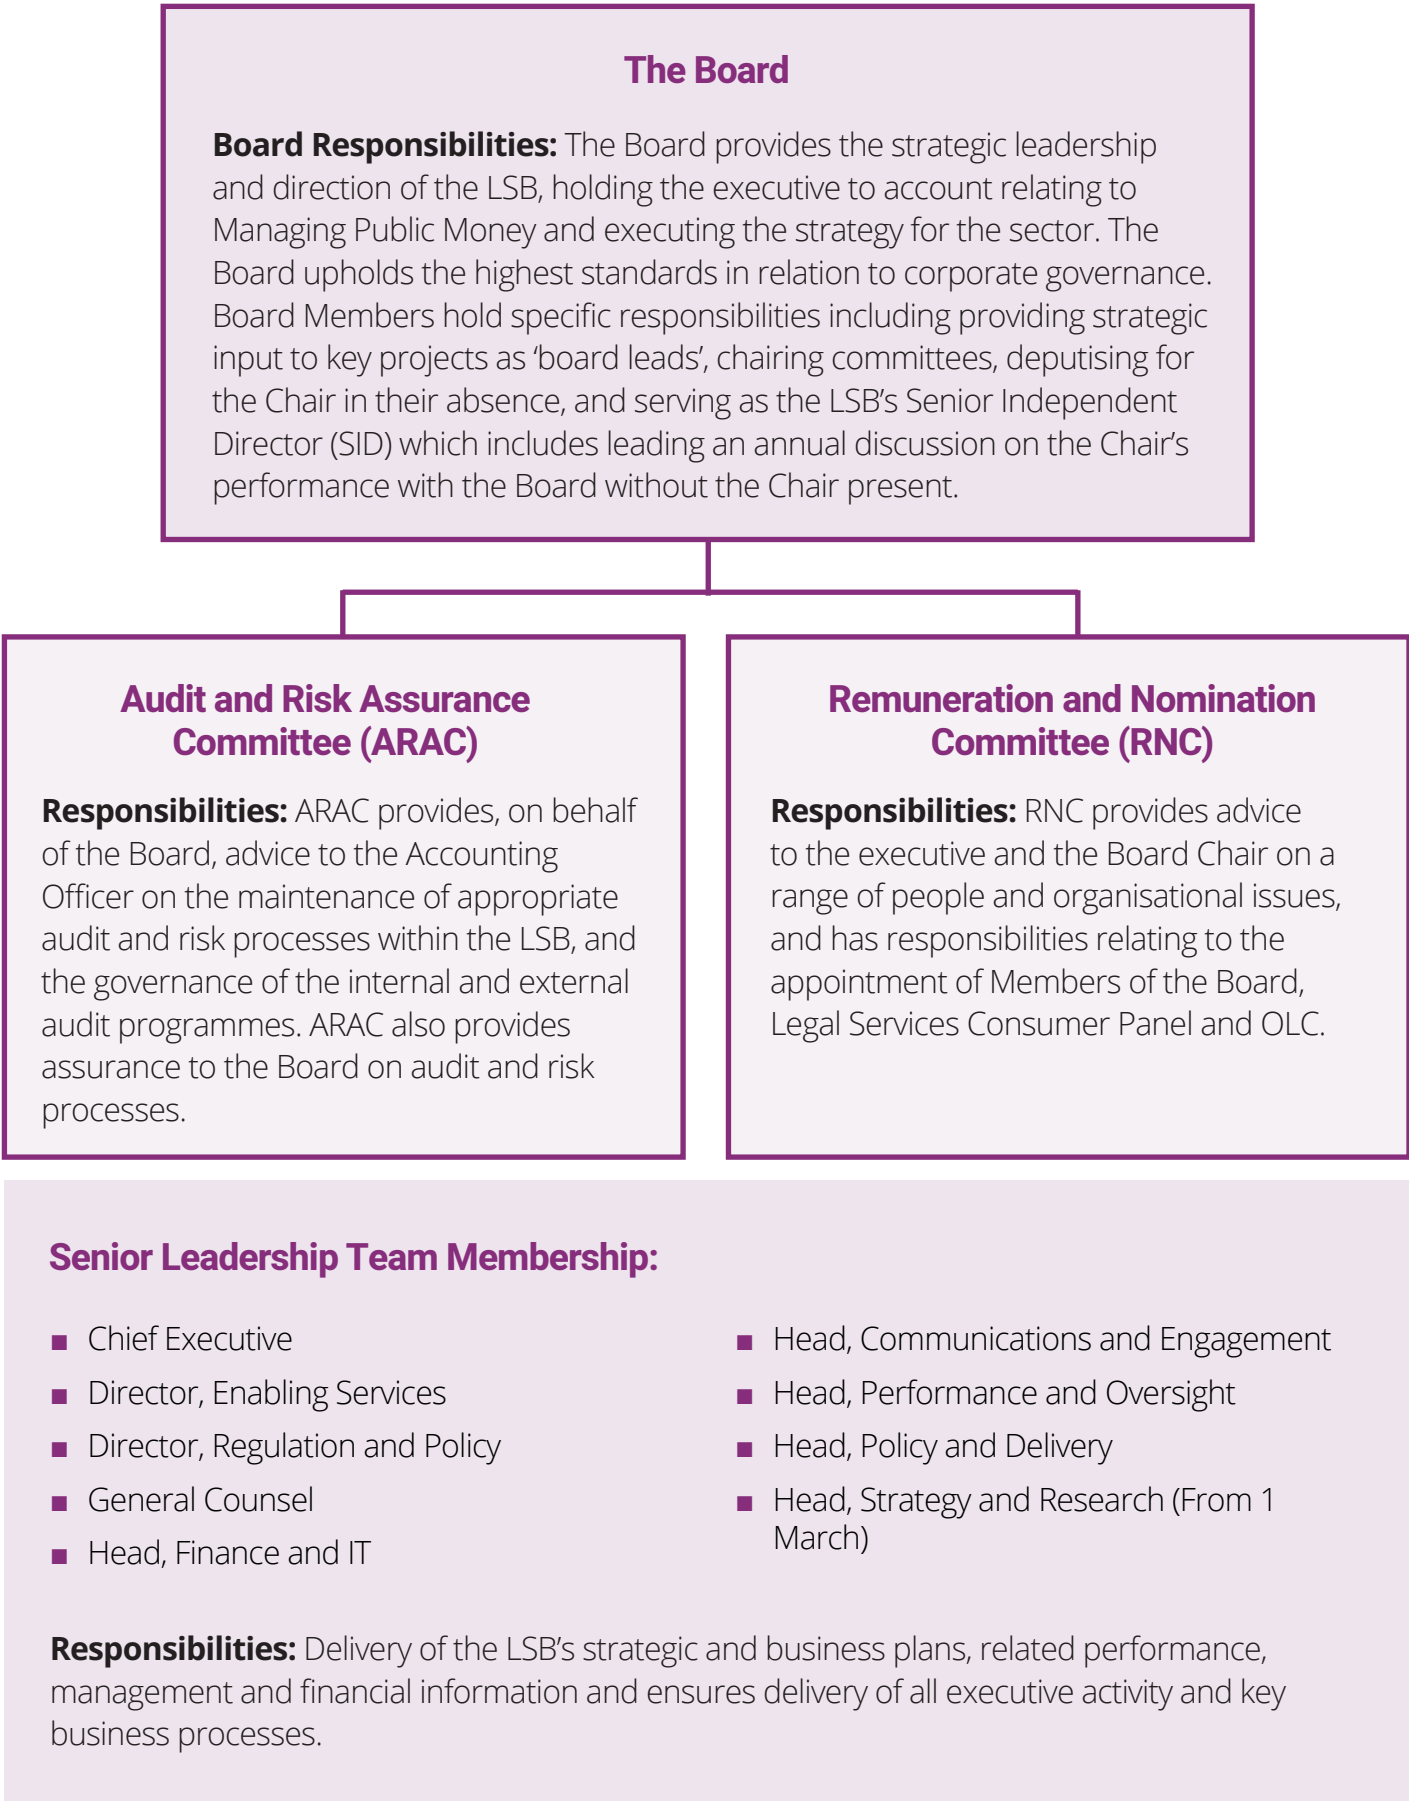 The Board
Board Responsibilities: The Board provides the strategic leadership
and direction of the LSB, holding the executive to account relating to
Managing Public Money and executing the strategy for the sector. The
Board upholds the highest standards in relation to corporate governance.
Board Members hold specific responsibilities including providing strategic
input to key projects as ‘board leads’, chairing committees, deputising for
the Chair in their absence, and serving as the LSB’s Senior Independent
Director (SID) which includes leading an annual discussion on the Chair’s
performance with the Board without the Chair present.
Audit and Risk Assurance
Committee (ARAC)
Responsibilities: ARAC provides, on behalf
of the Board, advice to the Accounting
Officer on the maintenance of appropriate
audit and risk processes within the LSB, and
the governance of the internal and external
audit programmes. ARAC also provides
assurance to the Board on audit and risk
processes.
Remuneration and Nomination
Committee (RNC)
Responsibilities: RNC provides advice
to the executive and the Board Chair on a
range of people and organisational issues,
and has responsibilities relating to the
appointment of Members of the Board,
Legal Services Consumer Panel and OLC.
Senior Leadership Team Membership:
■ Chief Executive
■ Director, Enabling Services
■ Director, Regulation and Policy
■ General Counsel
■ Head, Finance and IT
■ Head, Communications and Engagement
■ Head, Performance and Oversight
■ Head, Policy and Delivery
■ Head, Strategy and Research (From 1
March)
Responsibilities: Delivery of the LSB’s strategic and business plans, related performance,
management and financial information and ensures delivery of all executive activity and key
business processes.